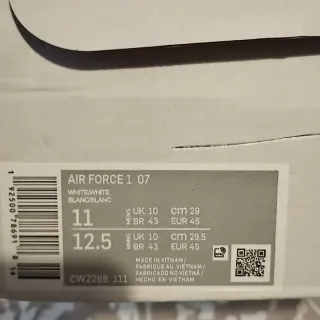 AIR FORCE 1 07
WHITE/WHITE
BLANC/BLANC
11 UK 10 cm 29
BR 43 EUR 45
12.5 UK 10 cm 29.5
BR 43 EUR 45
MADE IN VIETNAM /
FABRIQUE AU VIETNAM /
FABRICADO NO VIETNÃ /
HECHO EN VIETNAM
CW2288 111